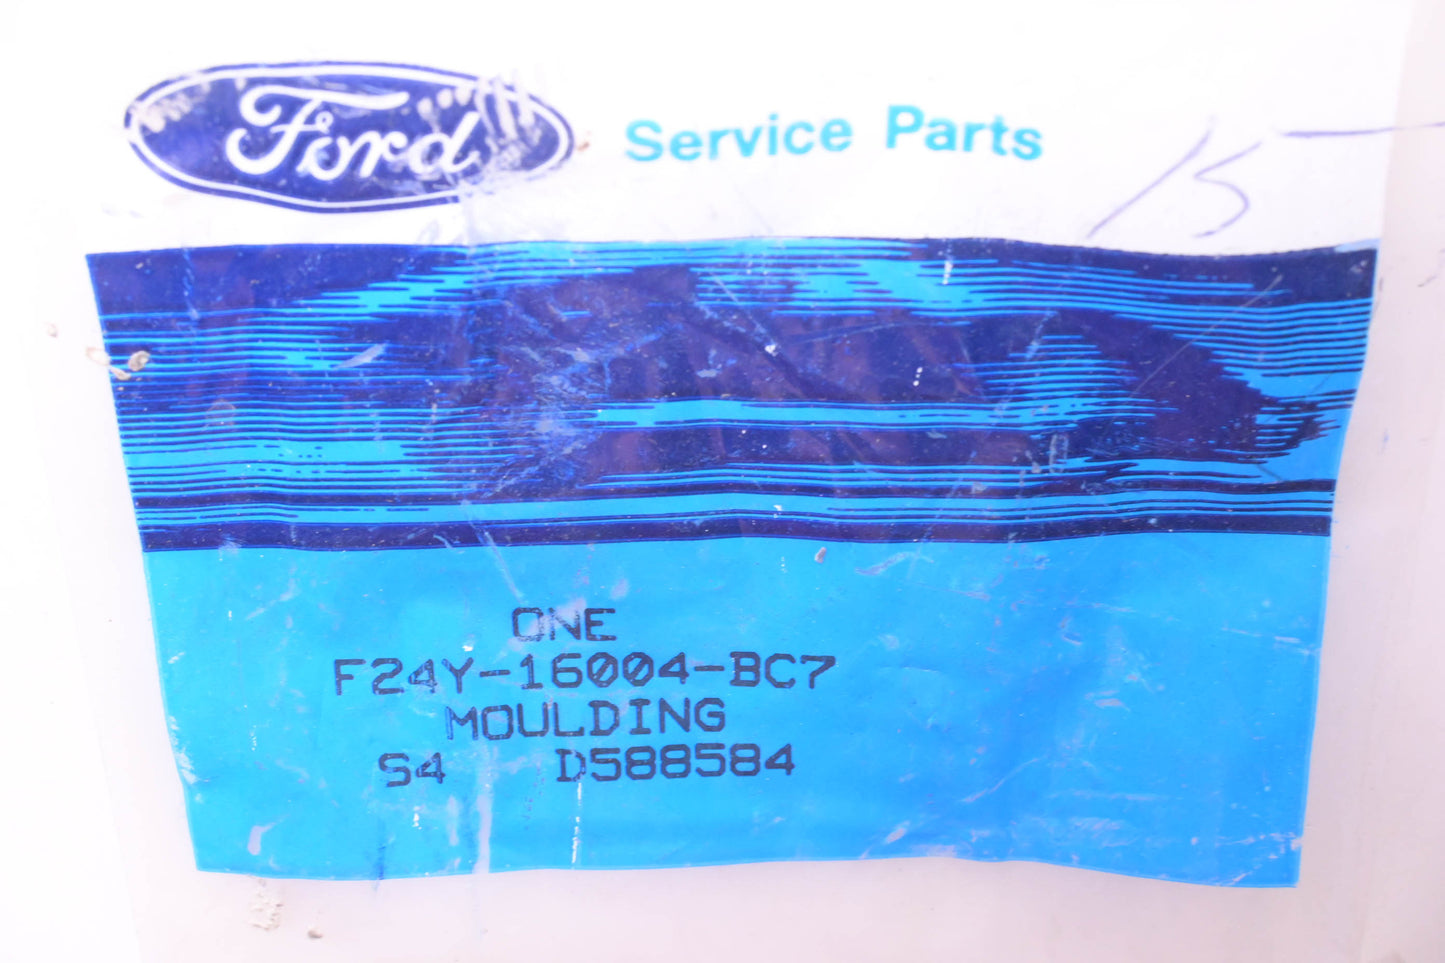 Ford Service Parts
15
ONE
F24Y-16004-BC7
MOULDING
S4 D588584